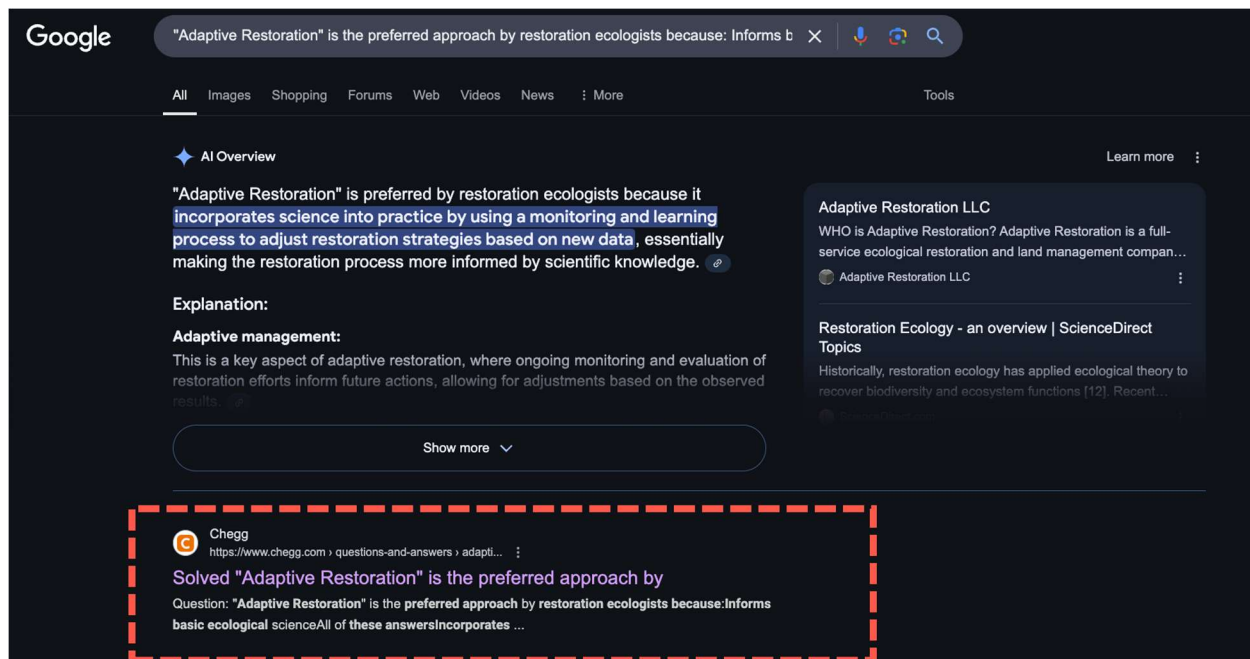 Google
"Adaptive Restoration" is the preferred approach by restoration ecologists because: Informs b
All Images Shopping Forums Web Videos News More Tools
AI Overview
Learn more
"Adaptive Restoration" is preferred by restoration ecologists because it
incorporates science into practice by using a monitoring and learning
process to adjust restoration strategies based on new data, essentially
making the restoration process more informed by scientific knowledge.
Explanation:
Adaptive management:
This is a key aspect of adaptive restoration, where ongoing monitoring and evaluation of
restoration efforts inform future actions, allowing for adjustments based on the observed
results.
Show more
Adaptive Restoration LLC
WHO is Adaptive Restoration? Adaptive Restoration is a full-
service ecological restoration and land management compan...
Adaptive Restoration LLC
Restoration Ecology - an overview | ScienceDirect
Topics
Historically, restoration ecology has applied ecological theory to
recover biodiversity and ecosystem functions [12]. Recent...
Chegg
https://www.chegg.com › questions-and-answers › adapti...
Solved "Adaptive Restoration" is the preferred approach by
Question: "Adaptive Restoration" is the preferred approach by restoration ecologists because:Informs
basic ecological scienceAll of these answersIncorporates ...